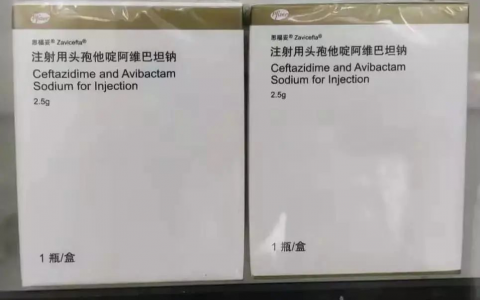 Pfizer
思福妥® Zavicefta®
注射用头孢他啶阿维巴坦钠
Ceftazidime and Avibactam
Sodium for Injection
2.5g
1 瓶/盒
Pfizer
思福妥® Zavicefta®
注射用头孢他啶阿维巴坦钠
Ceftazidime and Avibactam
Sodium for Injection
2.5g
1 瓶/盒